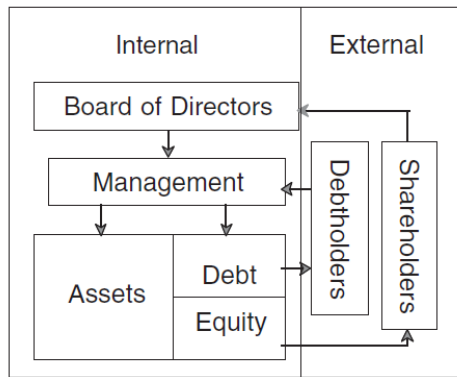 Internal
External
Board of Directors
Management
Debtholders
Shareholders
Assets
Debt
Equity